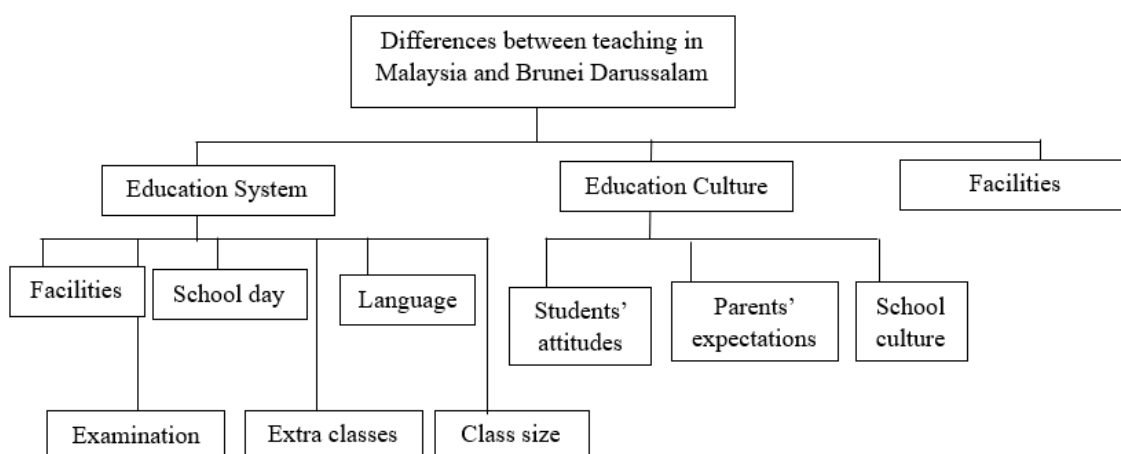 Differences between teaching in
Malaysia and Brunei Darussalam
Education System
Education Culture
Facilities
Facilities
School day
Language
Students’
attitudes
Parents’
expectations
School
culture
Examination
Extra classes
Class size